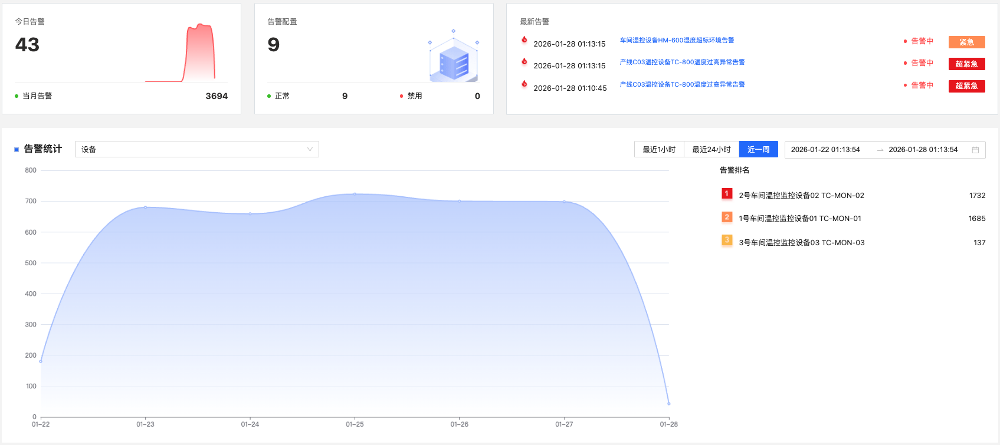 今日告警
43
当月告警 3694
告警配置
9
正常 9 禁用 0
最新告警
2026-01-28 01:13:15 车间湿控设备HM-600湿度超标环境告警 告警中 紧急
2026-01-28 01:13:15 产线C03温控设备TC-800温度过高异常告警 告警中 超紧急
2026-01-28 01:10:45 产线C03温控设备TC-800温度过高异常告警 告警中 超紧急
告警统计 设备 最近1小时 最近24小时 近一周 2026-01-22 01:13:54 → 2026-01-28 01:13:54
800
700
600
500
400
300
200
100
0
01-22 01-23 01-24 01-25 01-26 01-27 01-28
告警排名
1 2号车间温控监控设备02 TC-MON-02 1732
2 1号车间温控监控设备01 TC-MON-01 1685
3 3号车间温控监控设备03 TC-MON-03 137